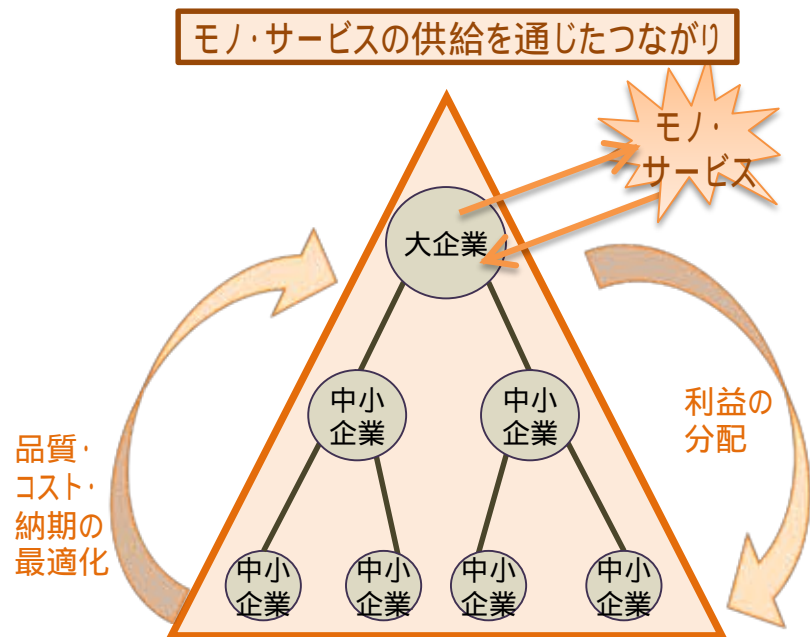 モノ・サービスの供給を通じたつながり
モノ・
サービス
大企業
中小
企業
中小
企業
利益の
分配
品質・
コスト・
納期の
最適化
中小
企業
中小
企業
中小
企業
中小
企業